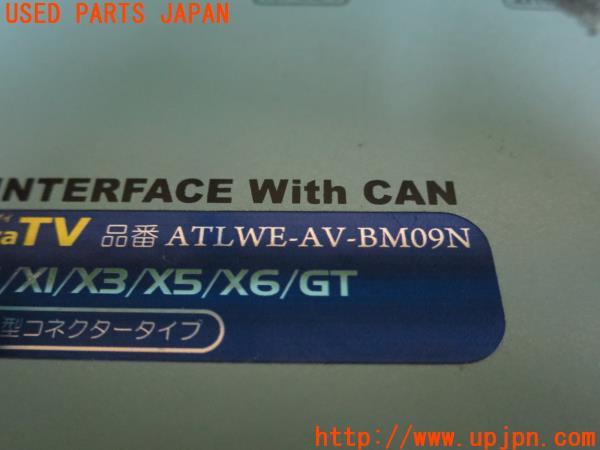 USED PARTS JAPAN
INTERFACE With CAN
TV 品番 ATLWE-AV-BM09N
/X1/X3/X5/X6/GT
型コネクタータイプ
http://www.upjpn.com